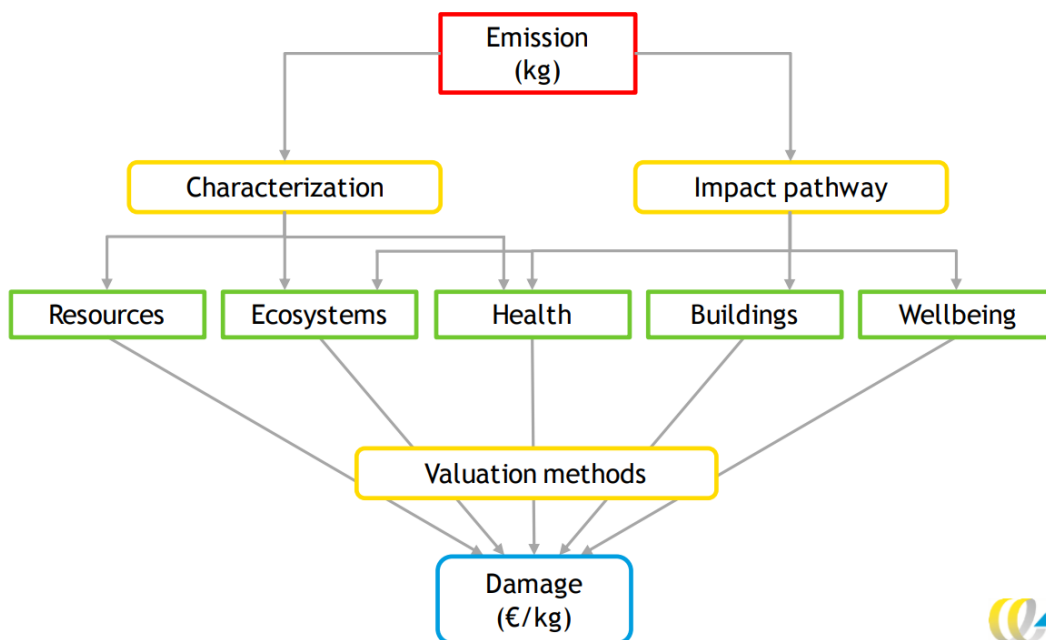 Emission
(kg)
Characterization
Impact pathway
Resources
Ecosystems
Health
Buildings
Wellbeing
Valuation methods
Damage
(€/kg)